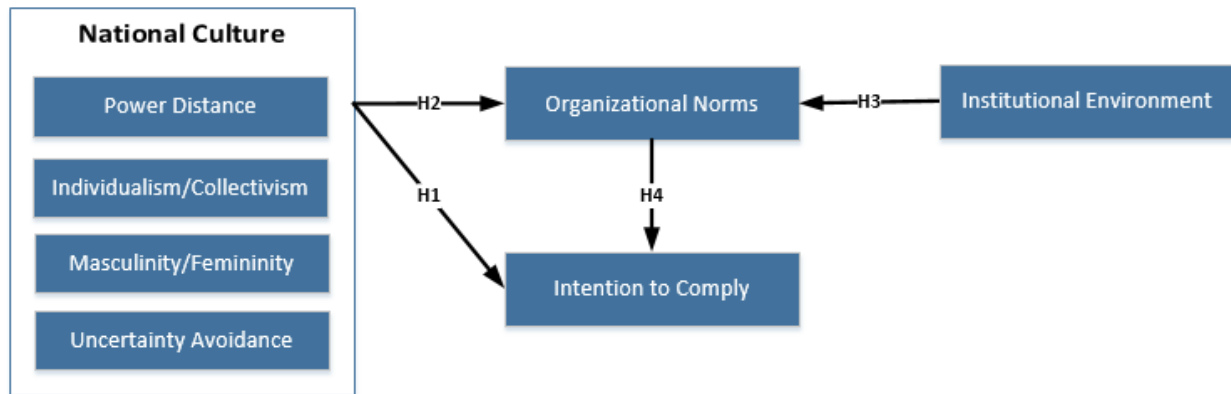 National Culture
Power Distance
Individualism/Collectivism
Masculinity/Femininity
Uncertainty Avoidance
H2
H1
Organizational Norms
H4
Intention to Comply
H3
Institutional Environment